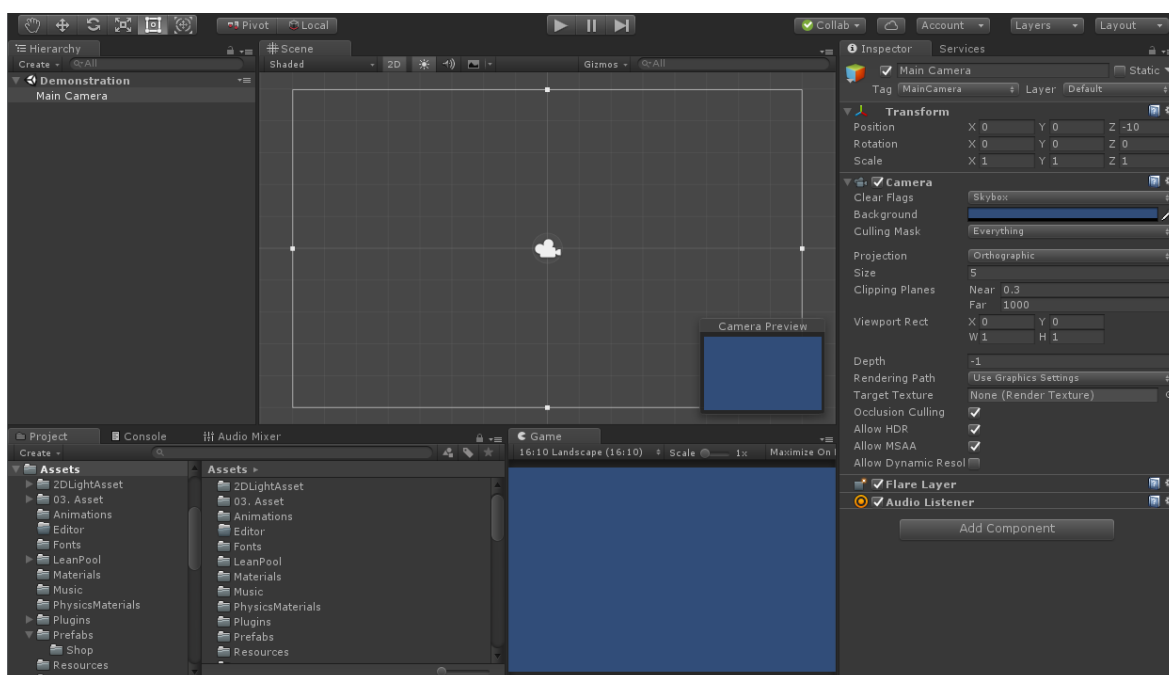 Pivot Local Collab Account Layers Layout
Hierarchy
Create All
Demonstration
Main Camera
Scene
Shaded 2D Gizmos All
Camera Preview
Inspector Services
Main Camera Static
Tag MainCamera Layer Default
Transform
Position X 0 Y 0 Z -10
Rotation X 0 Y 0 Z 0
Scale X 1 Y 1 Z 1
Camera
Clear Flags Skybox
Background
Culling Mask Everything
Projection Orthographic
Size 5
Clipping Planes Near 0.3
Far 1000
Viewport Rect X 0 Y 0
W 1 H 1
Depth -1
Rendering Path Use Graphics Settings
Target Texture None (Render Texture)
Occlusion Culling
Allow HDR
Allow MSAA
Allow Dynamic Resol
Flare Layer
Audio Listener
Add Component
Project Console Audio Mixer
Create
Assets
2DLightAsset
03. Asset
Animations
Editor
Fonts
LeanPool
Materials
Music
PhysicsMaterials
Plugins
Prefabs
Shop
Resources
Assets
2DLightAsset
03. Asset
Animations
Editor
Fonts
LeanPool
Materials
Music
PhysicsMaterials
Plugins
Prefabs
Resources
Game
16:10 Landscape (16:10) Scale 1x Maximize On